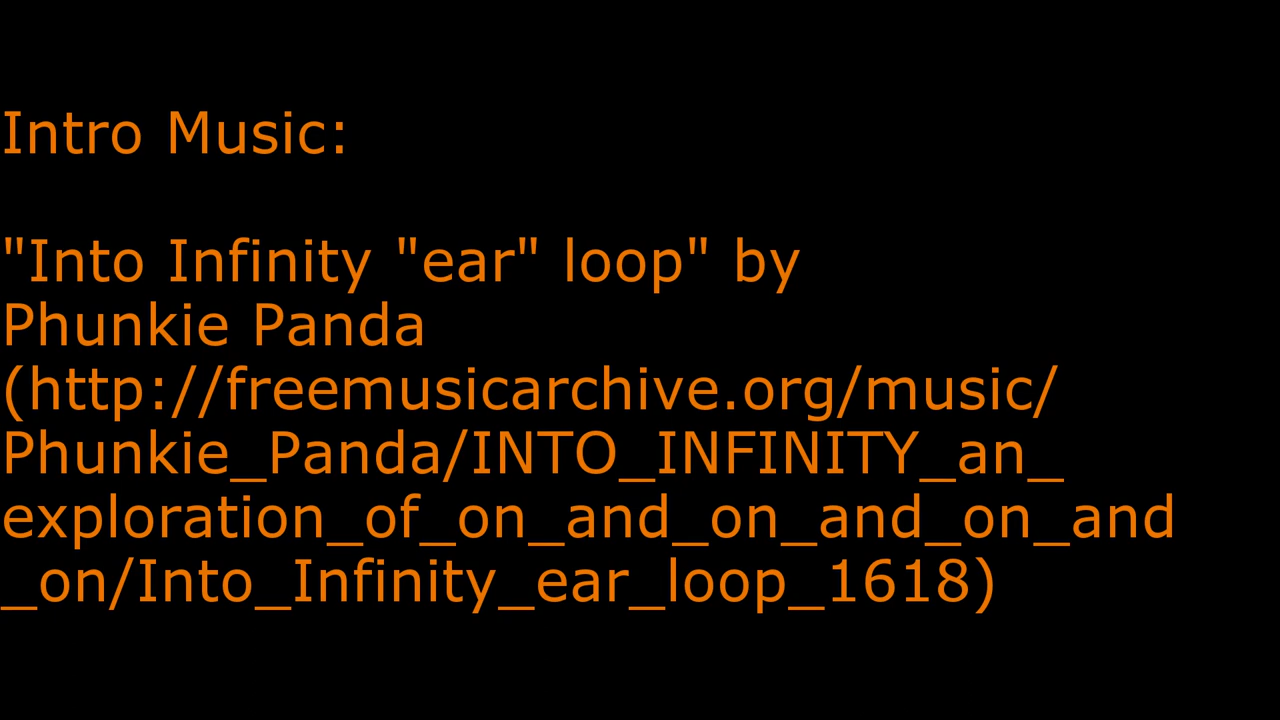 Intro Music:
"Into Infinity "ear" loop" by
Phunkie Panda
(http://freemusicarchive.org/music/
Phunkie_Panda/INTO_INFINITY_an_
exploration_of_on_and_on_and_on_and
_on/Into_Infinity_ear_loop_1618)